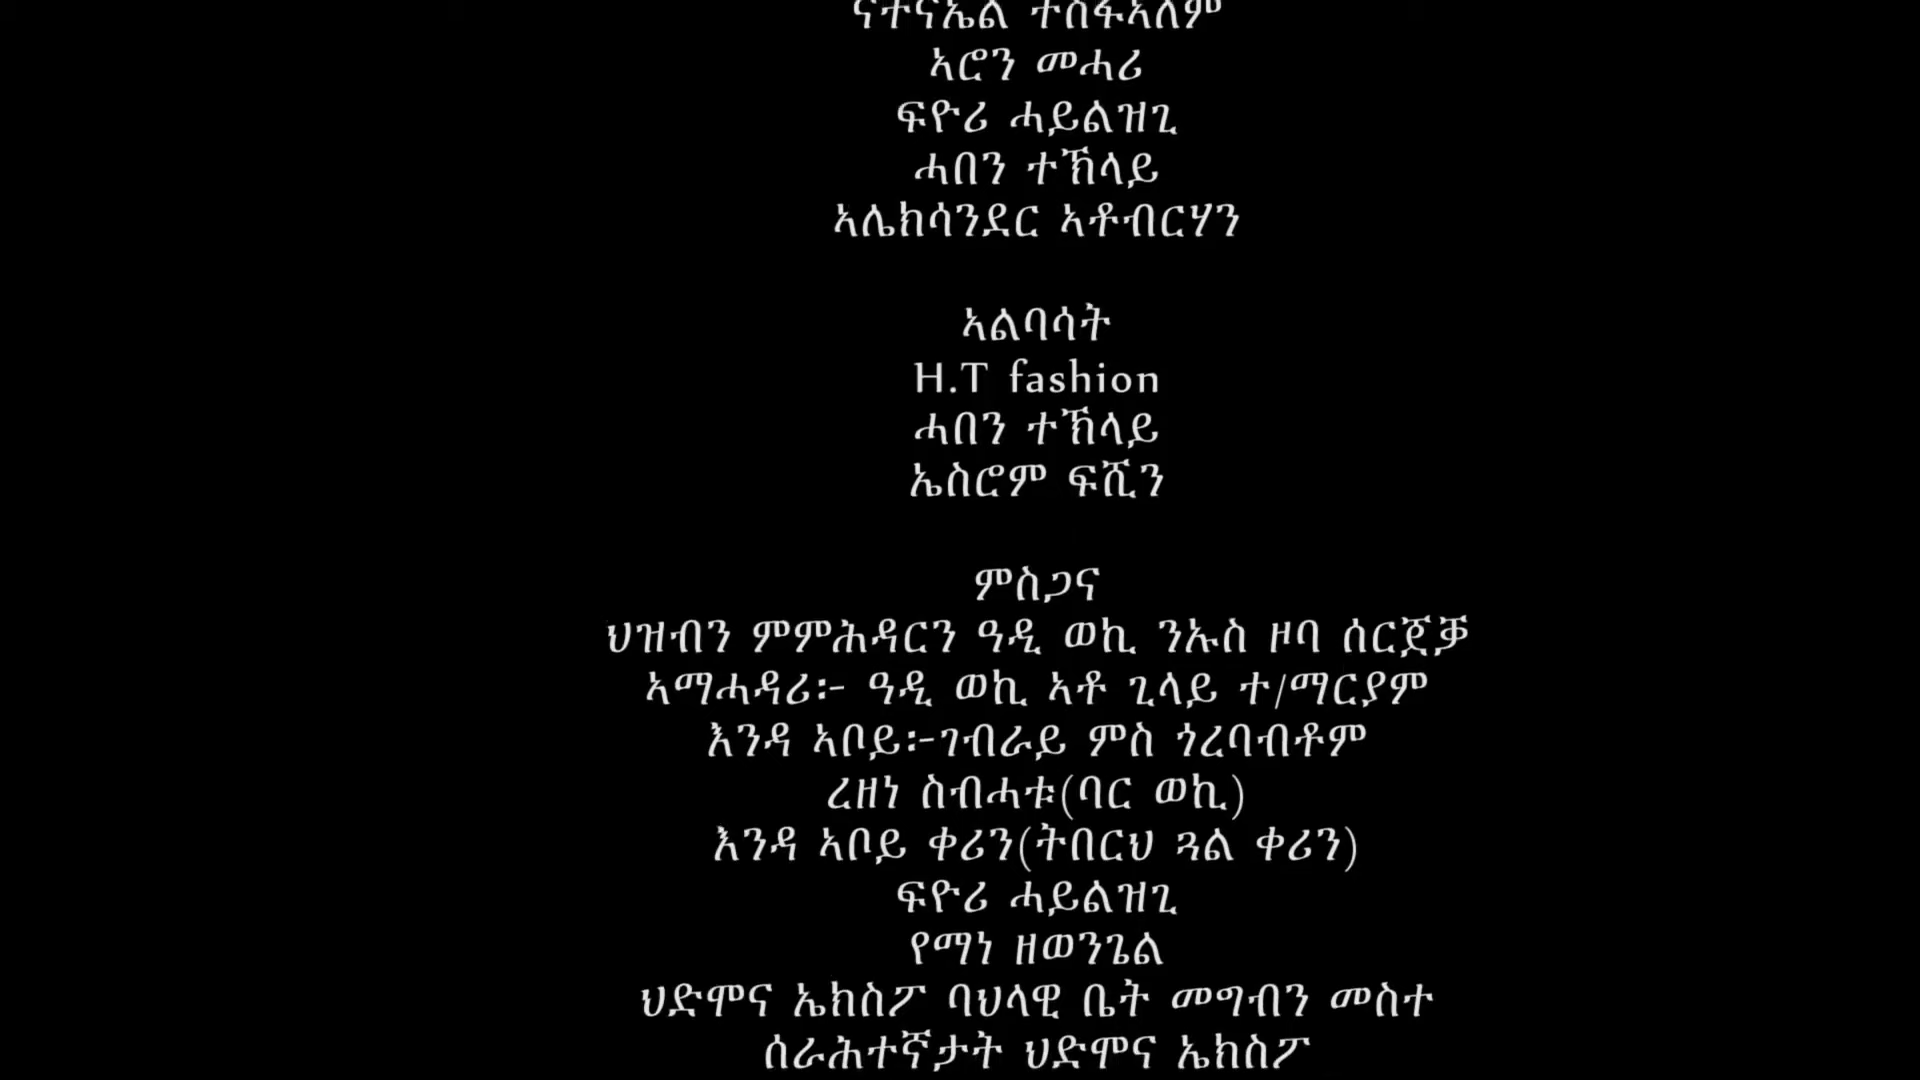 ናትናኤል ተስፋኣለም
ኣሮን መሓሪ
ፍዮሪ ሓይልዝጊ
ሓበን ተኽላይ
ኣሌክሳንደር ኣቶብርሃን
ኣልባሳት
H.T fashion
ሓበን ተኽላይ
ኤስሮም ፍሺን
ምስጋና
ህዝብን ምምሕዳርን ዓዲ ወኪ ንኡስ ዞባ ሰርጀቓ
ኣማሓዳሪ፡- ዓዲ ወኪ ኣቶ ጊላይ ተ/ማርያም
እንዳ ኣቦይ፡-ገብራይ ምስ ጎረባብቶም
ረዘነ ስብሓቱ(ባር ወኪ)
እንዳ ኣቦይ ቀሪን(ትበርህ ጓል ቀሪን)
ፍዮሪ ሓይልዝጊ
የማነ ዘወንጌል
ህድሞና ኤክስፖ ባህላዊ ቤት መግብን መስተ
ሰራሕተኛታት ህድሞና ኤክስፖ